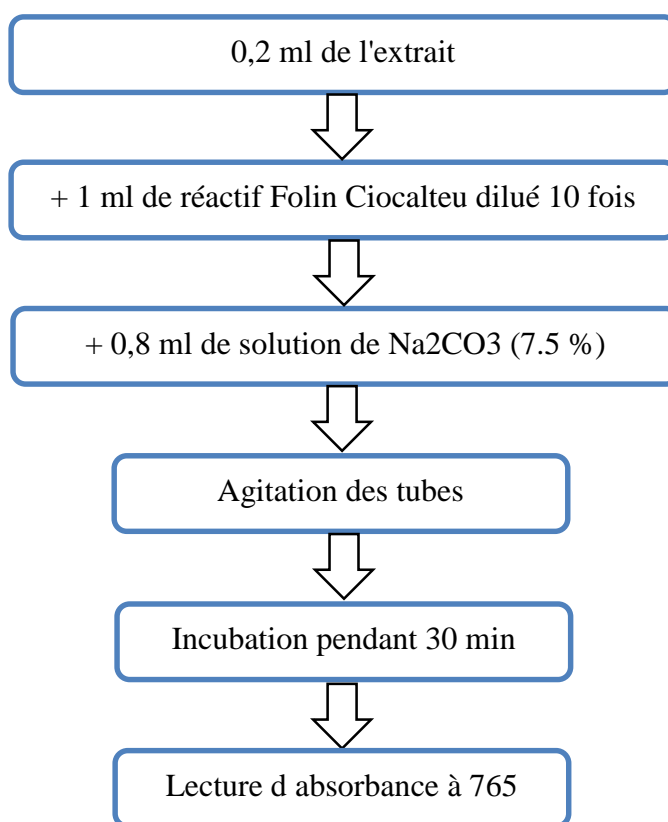 0,2 ml de l'extrait
+ 1 ml de réactif Folin Ciocalteu dilué 10 fois
+ 0,8 ml de solution de Na2CO3 (7.5 %)
Agitation des tubes
Incubation pendant 30 min
Lecture d absorbance à 765